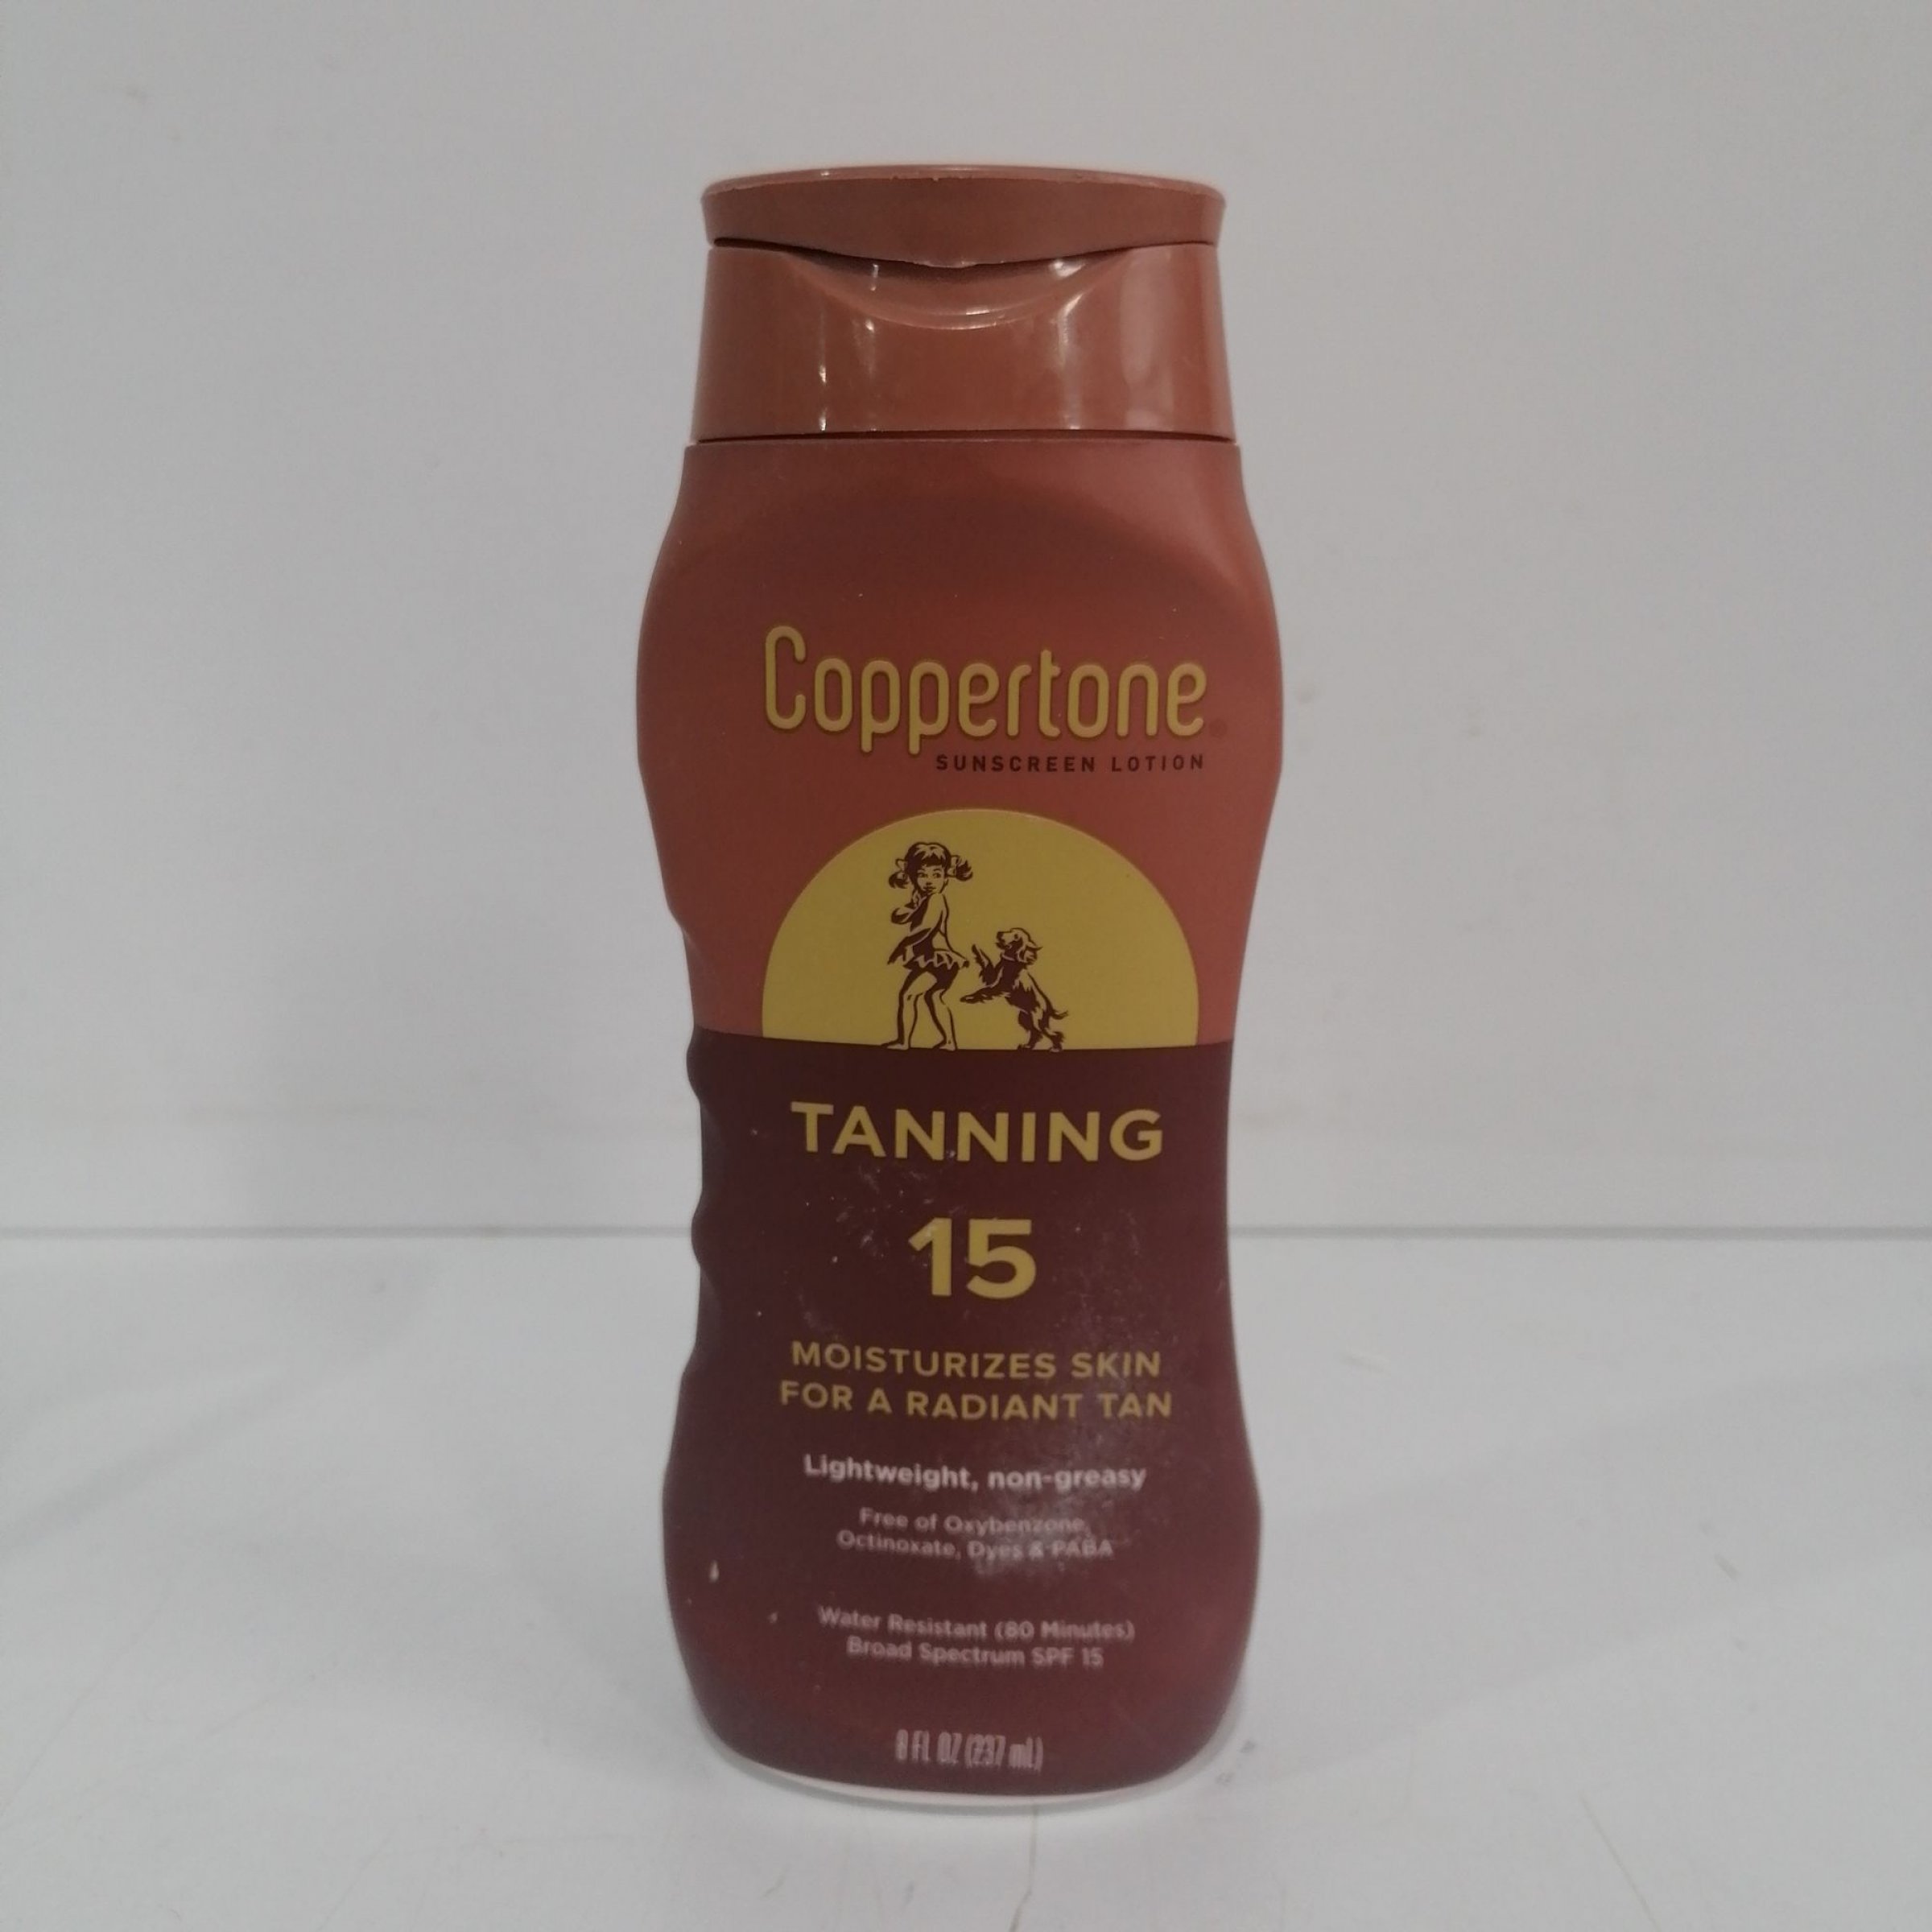 Coppertone®
SUNSCREEN LOTION
TANNING
15
MOISTURIZES SKIN
FOR A RADIANT TAN
Lightweight, non-greasy
Free of Oxybenzone,
Octinoxate, Dyes & PABA
Water Resistant (80 Minutes)
Broad Spectrum SPF 15
8 FL OZ (237 mL)